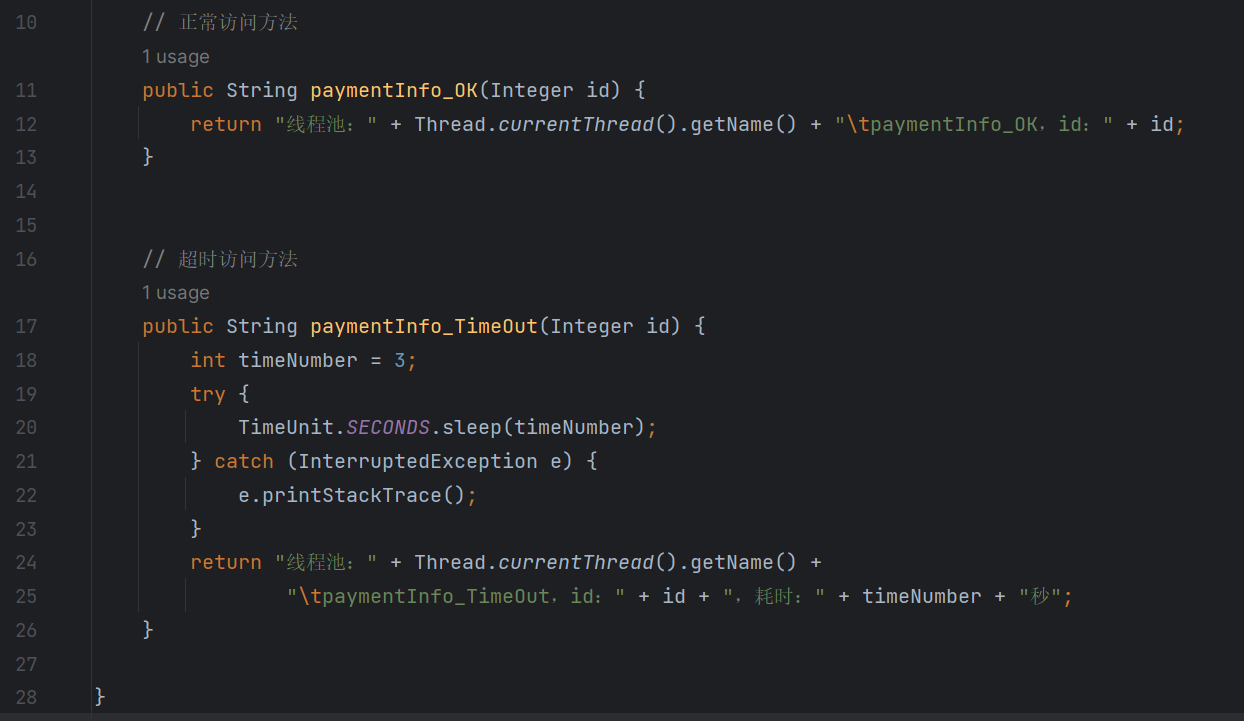 10 // 正常访问方法
1 usage
11 public String paymentInfo_OK(Integer id) {
12 return "线程池：" + Thread.currentThread().getName() + "\tpaymentInfo_OK，id：" + id;
13 }
14
15
16 // 超时访问方法
1 usage
17 public String paymentInfo_TimeOut(Integer id) {
18 int timeNumber = 3;
19 try {
20 TimeUnit.SECONDS.sleep(timeNumber);
21 } catch (InterruptedException e) {
22 e.printStackTrace();
23 }
24 return "线程池：" + Thread.currentThread().getName() +
25 "\tpaymentInfo_TimeOut，id：" + id + "，耗时：" + timeNumber + "秒";
26 }
27
28 }